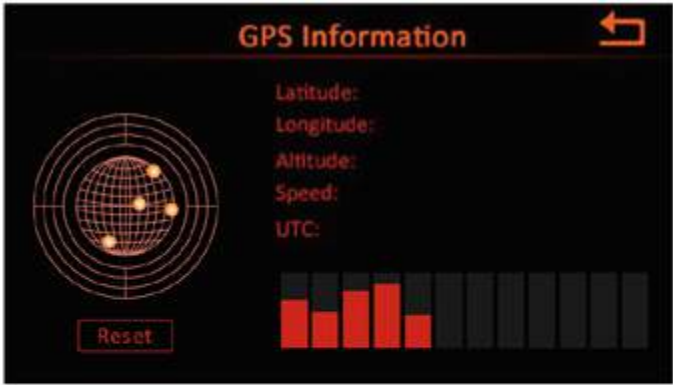 GPS Information
Latitude:
Longitude:
Altitude:
Speed:
UTC:
Reset